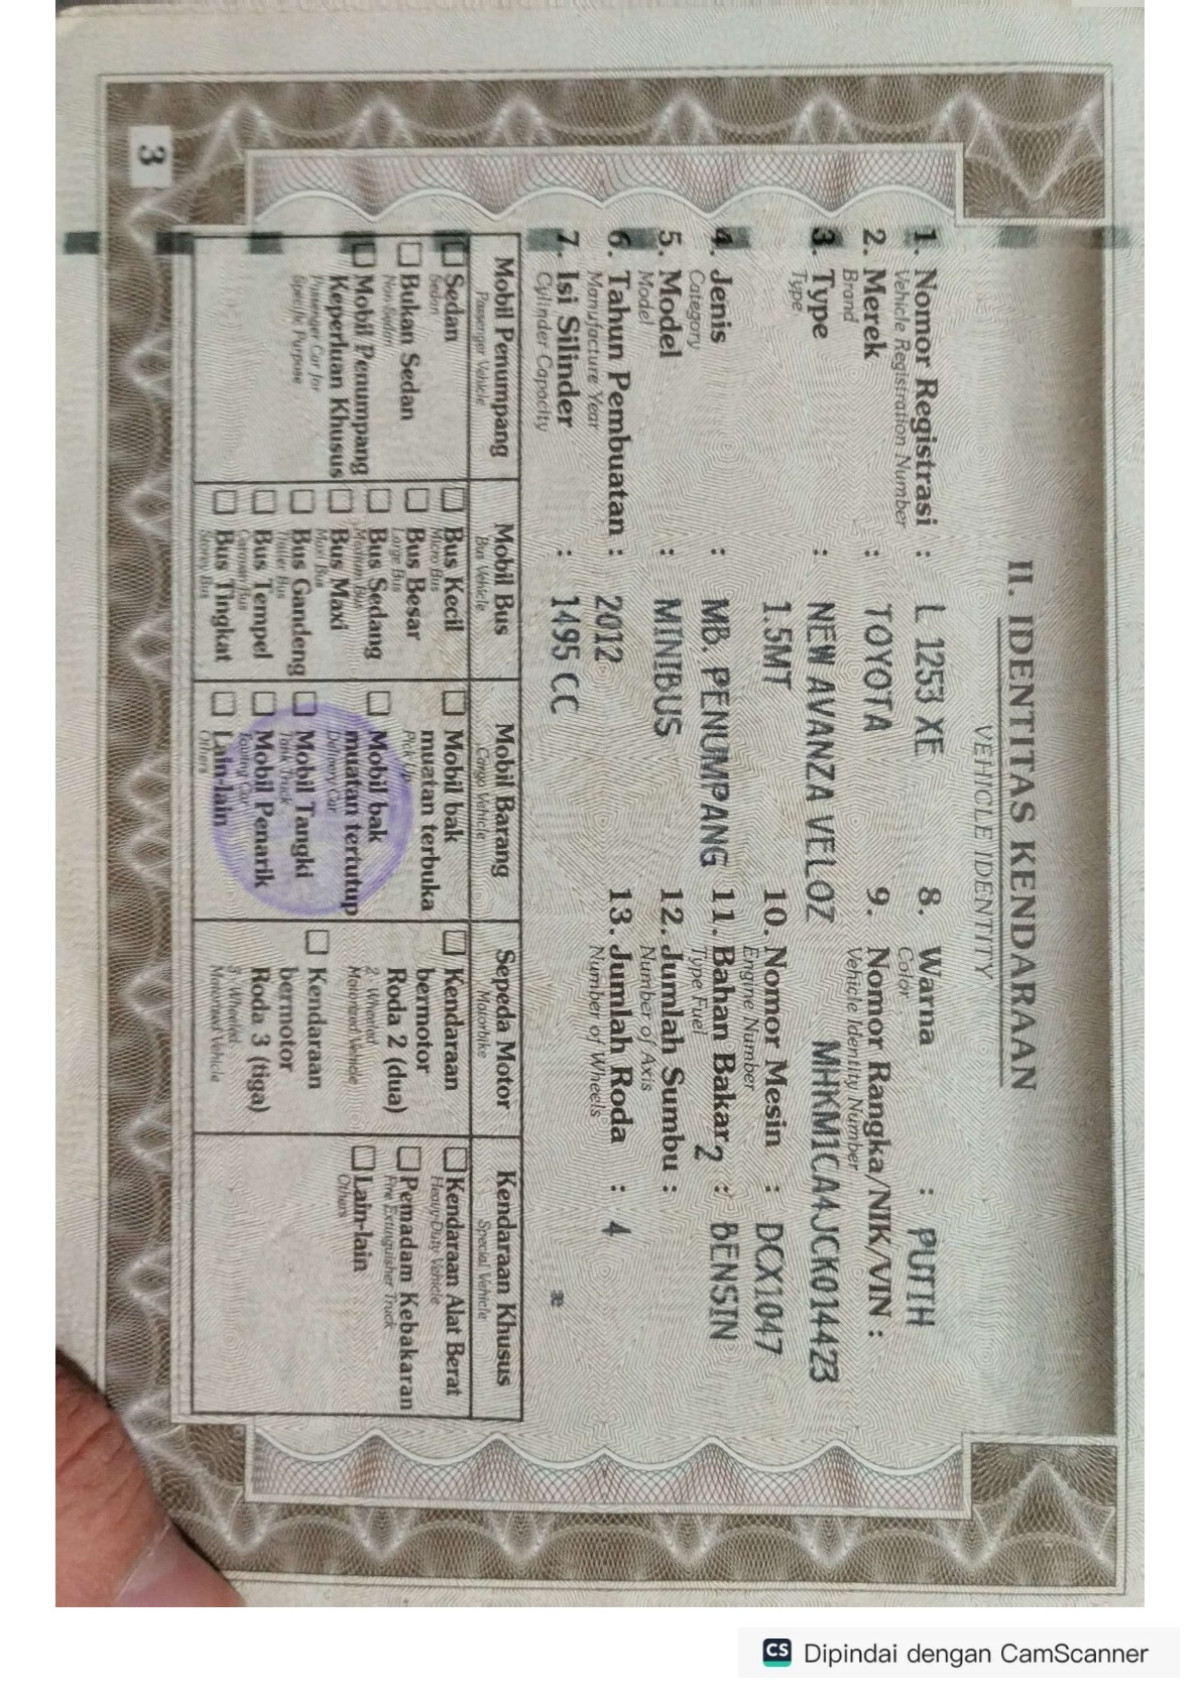 II. IDENTITAS KENDARAAN
VEHICLE IDENTITY
1. Nomor Registrasi : L 1253 XE
Vehicle Registration Number
2. Merek : TOYOTA
Brand
3. Type : NEW AVANZA VELOZ
Type
1.5MT
4. Jenis : MB. PENUMPANG
Category
5. Model : MINIBUS
Model
6. Tahun Pembuatan : 2012
Manufacture Year
7. Isi Silinder : 1495 CC
Cylinder Capacity
8. Warna : PUTIH
Color
9. Nomor Rangka/NIK/VIN :
Vehicle Identity Number
MHKM1CA4JCK014423
10. Nomor Mesin : DCX1047
Engine Number
11. Bahan Bakar : BENSIN
Type Fuel
12. Jumlah Sumbu : 2
Number of Axis
13. Jumlah Roda : 4
Number of Wheels
Mobil Penumpang
Passenger Vehicle
Sedan
Sedan
Bukan Sedan
Non Sedan
Mobil Penumpang
Keperluan Khusus
Passenger Car for
Specific Purpose
Mobil Bus
Bus Vehicle
Bus Kecil
Micro Bus
Bus Besar
Large Bus
Bus Sedang
Medium Bus
Bus Maxi
Maxi Bus
Bus Gandeng
Bus Tempel
Bus Tingkat
Storey Bus
Mobil Barang
Cargo Vehicle
Mobil bak
muatan terbuka
Pick Up
Mobil bak
muatan tertutup
Delivery Car
Mobil Tangki
Tank Truck
Mobil Penarik
Towing Car
Lain-lain
Others
Sepeda Motor
Motorbike
Kendaraan
bermotor
Roda 2 (dua)
2 Wheeled
Motorized Vehicle
Kendaraan
bermotor
Roda 3 (tiga)
3 Wheeled
Motorized Vehicle
Kendaraan Khusus
Special Vehicle
Kendaraan Alat Berat
Heavy-Duty Vehicle
Pemadam Kebakaran
Fire Extinguisher Truck
Lain-lain
Others
3
CS Dipindai dengan CamScanner